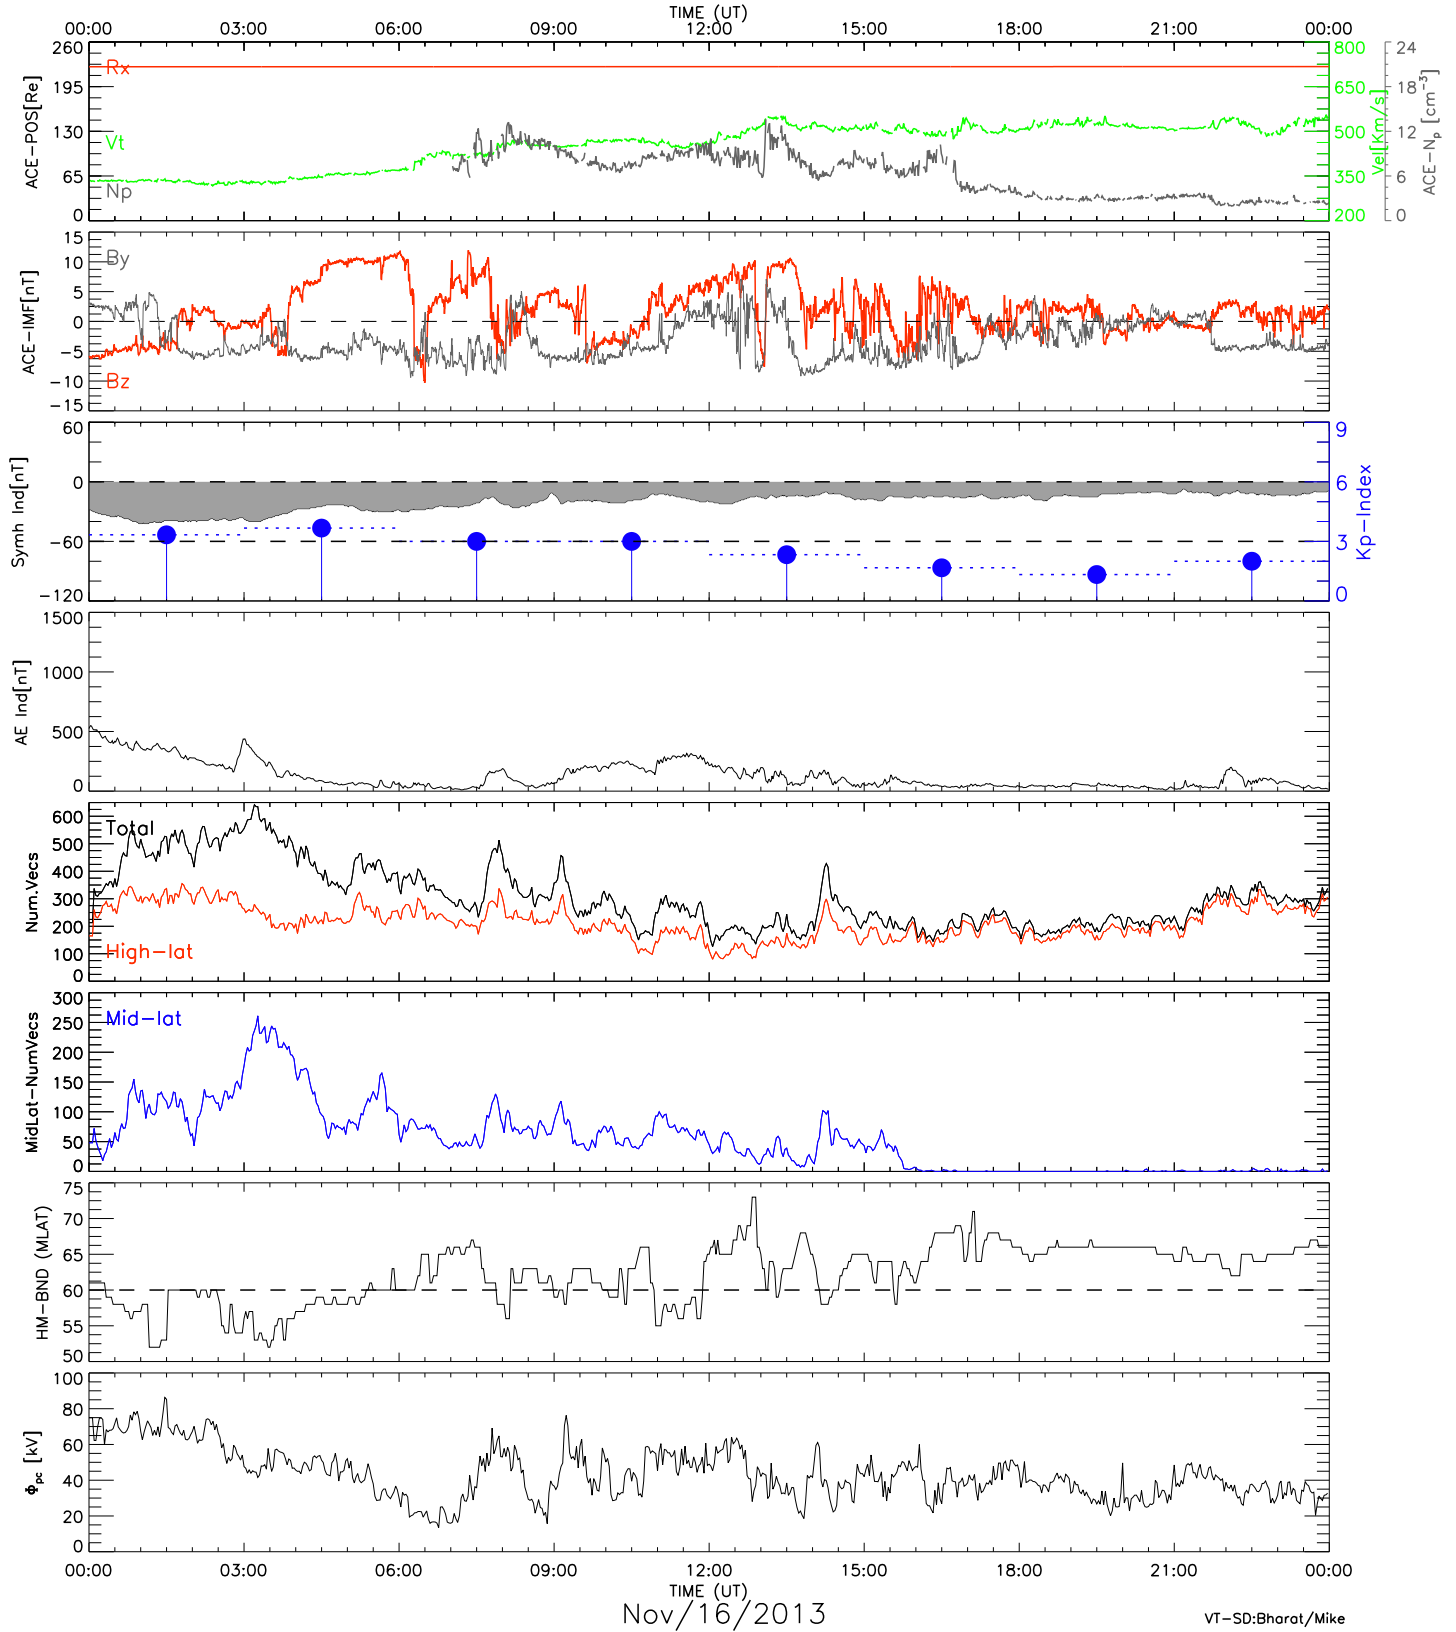 TIME (UT)
00:00 03:00 06:00 09:00 12:00 15:00 18:00 21:00 00:00
ACE-POS[Re]
260
195
130
65
0
Rx
Vt
Np
800
650
500
350
200
Vel[Km/s]
24
18
12
6
0
ACE-Np [cm-3]
ACE-IMF[nT]
15
10
5
0
-5
-10
-15
By
Bz
Symh Ind[nT]
60
0
-60
-120
9
6
3
0
Kp-Index
AE Ind[nT]
1500
1000
500
0
Num.Vecs
600
500
400
300
200
100
0
Total
High-lat
MidLat-NumVecs
300
250
200
150
100
50
0
Mid-lat
HM-BND (MLAT)
75
70
65
60
55
50
Φpc [kV]
100
80
60
40
20
0
00:00 03:00 06:00 09:00 12:00 15:00 18:00 21:00 00:00
TIME (UT)
Nov/16/2013
VT-SD:Bharat/Mike